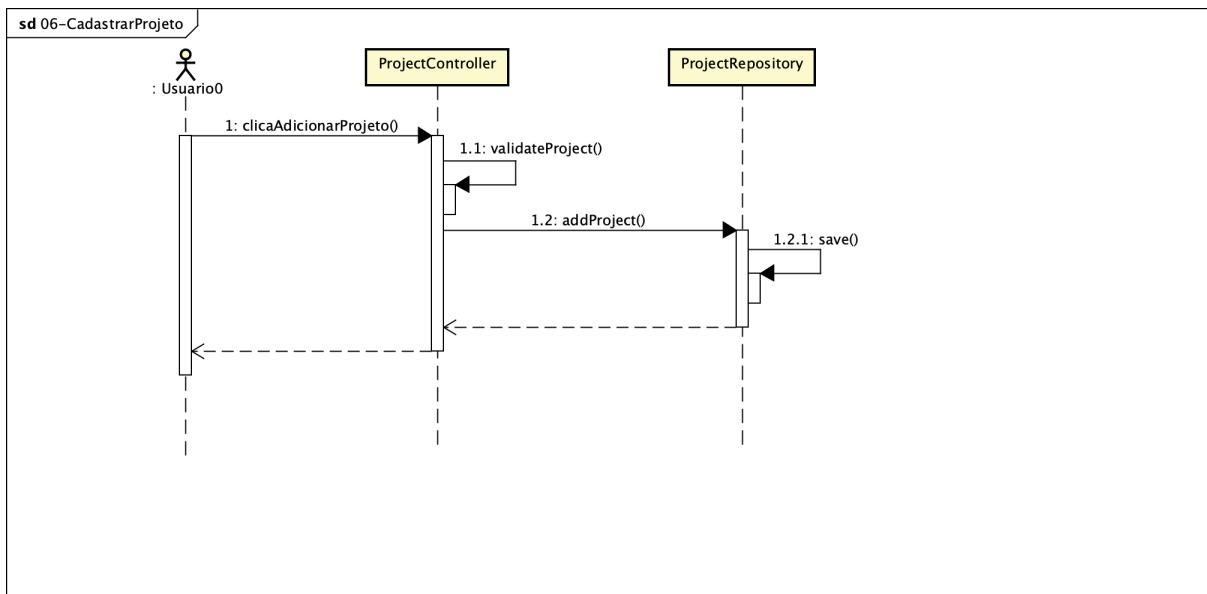 sd 06-CadastrarProjeto
: Usuario0
ProjectController
ProjectRepository
1: clicaAdicionarProjeto()
1.1: validateProject()
1.2: addProject()
1.2.1: save()